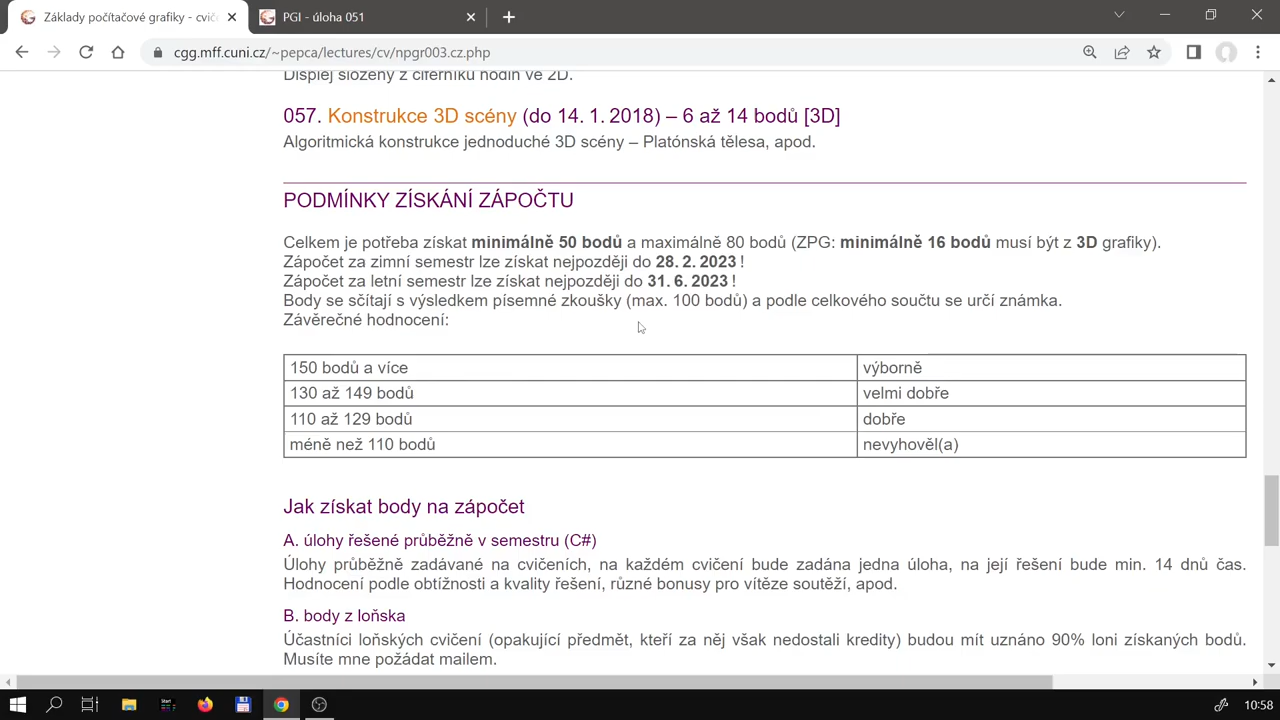 Základy počítačové grafiky - cvič
PGI - úloha 051
cgg.mff.cuni.cz/~pepca/lectures/cv/npgr003.cz.php
Displej složený z ciferníků hodin ve 2D.
057. Konstrukce 3D scény (do 14. 1. 2018) – 6 až 14 bodů [3D]
Algoritmická konstrukce jednoduché 3D scény – Platónská tělesa, apod.
PODMÍNKY ZÍSKÁNÍ ZÁPOČTU
Celkem je potřeba získat minimálně 50 bodů a maximálně 80 bodů (ZPG: minimálně 16 bodů musí být z 3D grafiky).
Zápočet za zimní semestr lze získat nejpozději do 28. 2. 2023 !
Zápočet za letní semestr lze získat nejpozději do 31. 6. 2023 !
Body se sčítají s výsledkem písemné zkoušky (max. 100 bodů) a podle celkového součtu se určí známka.
Závěrečné hodnocení:
150 bodů a více výborně
130 až 149 bodů velmi dobře
110 až 129 bodů dobře
méně než 110 bodů nevyhověl(a)
Jak získat body na zápočet
A. úlohy řešené průběžně v semestru (C#)
Úlohy průběžně zadávané na cvičeních, na každém cvičení bude zadána jedna úloha, na její řešení bude min. 14 dnů čas.
Hodnocení podle obtížnosti a kvality řešení, různé bonusy pro vítěze soutěží, apod.
B. body z loňska
Účastníci loňských cvičení (opakující předmět, kteří za něj však nedostali kredity) budou mít uznáno 90% loni získaných bodů.
Musíte mne požádat mailem.
10:58